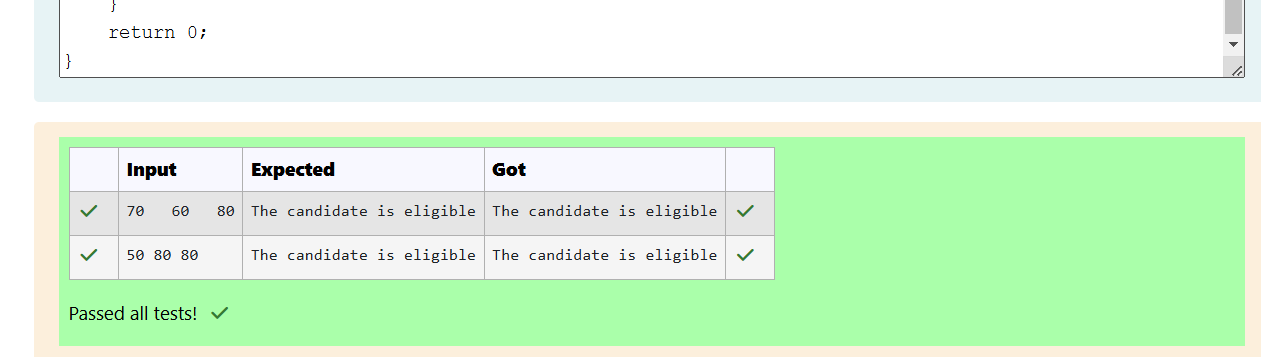 }
return 0;
}
Input Expected Got
70 60 80 The candidate is eligible The candidate is eligible
50 80 80 The candidate is eligible The candidate is eligible
Passed all tests!